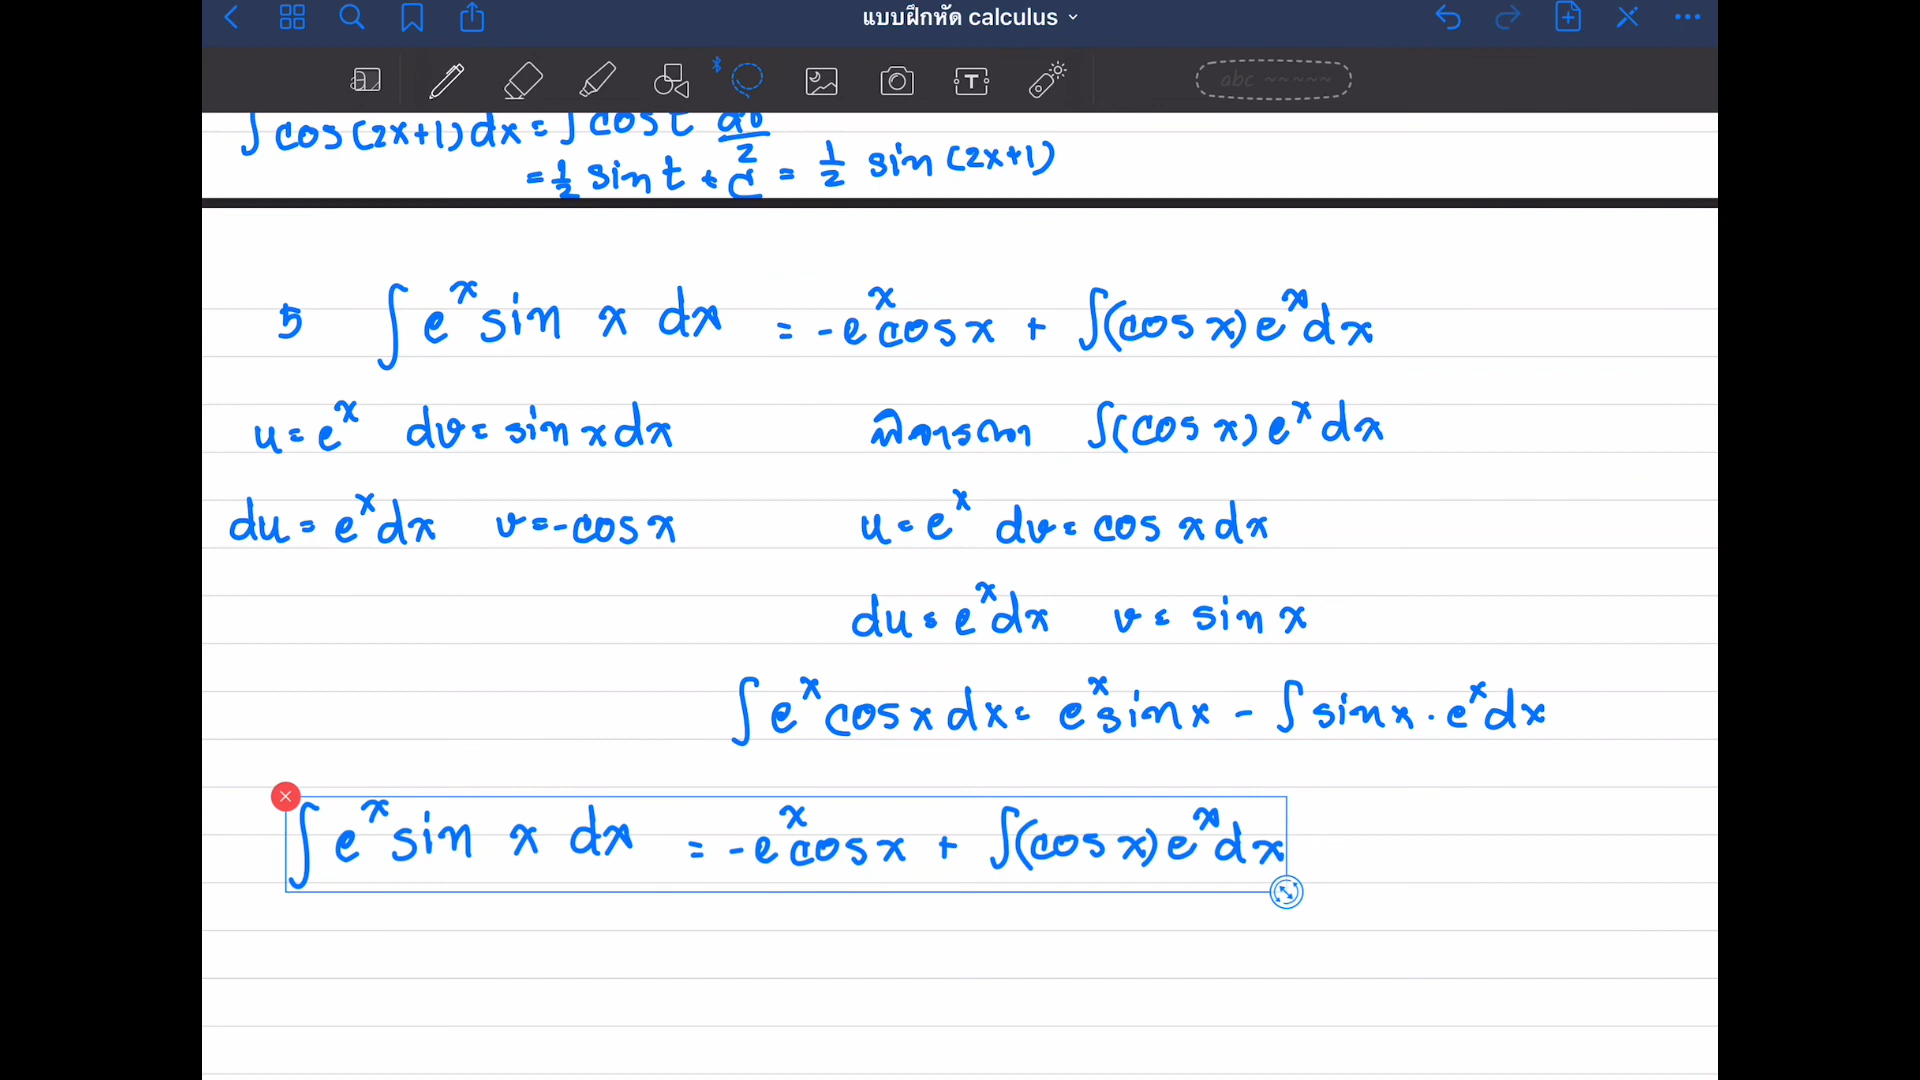 แบบฝึกหัด calculus
abc
∫cos(2x+1)dx = ∫cos t dt/2
= 1/2 sin t + C = 1/2 sin(2x+1)
5 ∫e^x sin x dx = -e^x cos x + ∫(cos x)e^x dx
u = e^x dv = sin x dx พิจารณา ∫(cos x)e^x dx
du = e^x dx v = -cos x u = e^x dv = cos x dx
du = e^x dx v = sin x
∫e^x cos x dx = e^x sin x - ∫sin x · e^x dx
∫e^x sin x dx = -e^x cos x + ∫(cos x)e^x dx